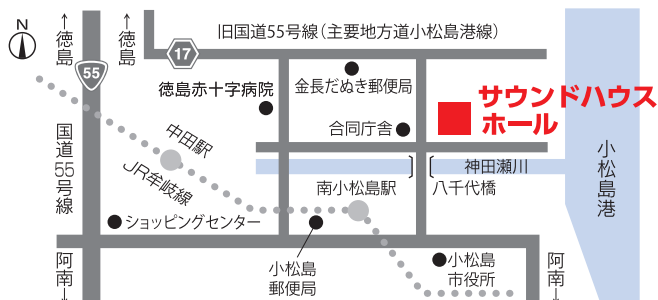 N
←徳島
←徳島
旧国道55号線（主要地方道小松島港線）
17
55
金長だぬき郵便局
徳島赤十字病院
サウンドハウス
ホール
合同庁舎
中田駅
国道55号線
JR牟岐線
神田瀬川
小松島港
南小松島駅
八千代橋
ショッピングセンター
小松島
郵便局
小松島
市役所
阿南→
阿南→